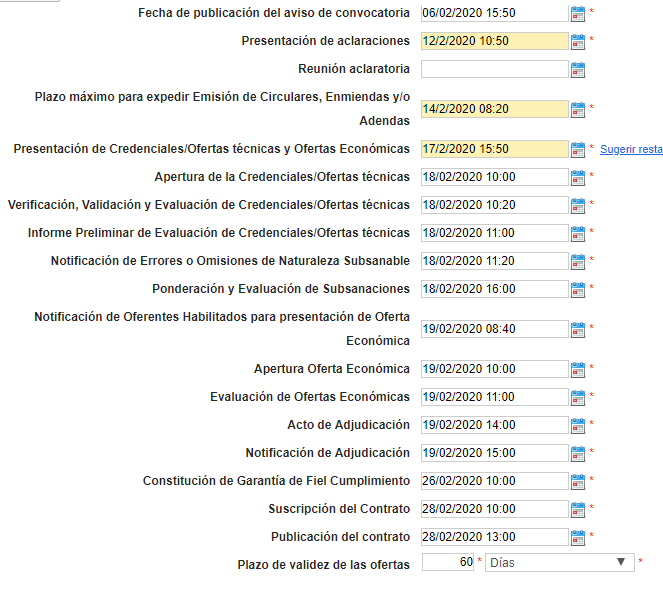 Fecha de publicación del aviso de convocatoria 06/02/2020 15:50 *
Presentación de aclaraciones 12/2/2020 10:50 *
Reunión aclaratoria
Plazo máximo para expedir Emisión de Circulares, Enmiendas y/o
Adendas 14/2/2020 08:20 *
Presentación de Credenciales/Ofertas técnicas y Ofertas Económicas 17/2/2020 15:50 * Sugerir resta
Apertura de la Credenciales/Ofertas técnicas 18/02/2020 10:00 *
Verificación, Validación y Evaluación de Credenciales/Ofertas técnicas 18/02/2020 10:20 *
Informe Preliminar de Evaluación de Credenciales/Ofertas técnicas 18/02/2020 11:00 *
Notificación de Errores o Omisiones de Naturaleza Subsanable 18/02/2020 11:20 *
Ponderación y Evaluación de Subsanaciones 18/02/2020 16:00 *
Notificación de Oferentes Habilitados para presentación de Oferta
Económica 19/02/2020 08:40 *
Apertura Oferta Económica 19/02/2020 10:00 *
Evaluación de Ofertas Económicas 19/02/2020 11:00 *
Acto de Adjudicación 19/02/2020 14:00 *
Notificación de Adjudicación 19/02/2020 15:00 *
Constitución de Garantía de Fiel Cumplimiento 26/02/2020 10:00 *
Suscripción del Contrato 28/02/2020 10:00 *
Publicación del contrato 28/02/2020 13:00 *
Plazo de validez de las ofertas 60 * Días *